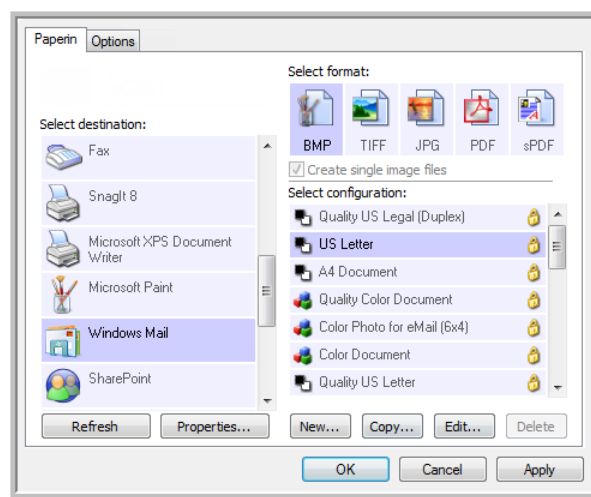 Paperin
Options
Select destination:
Fax
SnagIt 8
Microsoft XPS Document
Writer
Microsoft Paint
Windows Mail
SharePoint
Refresh
Properties...
Select format:
BMP
TIFF
JPG
PDF
sPDF
Create single image files
Select configuration:
Quality US Legal (Duplex)
US Letter
A4 Document
Quality Color Document
Color Photo for eMail (6x4)
Color Document
Quality US Letter
New...
Copy...
Edit...
Delete
OK
Cancel
Apply